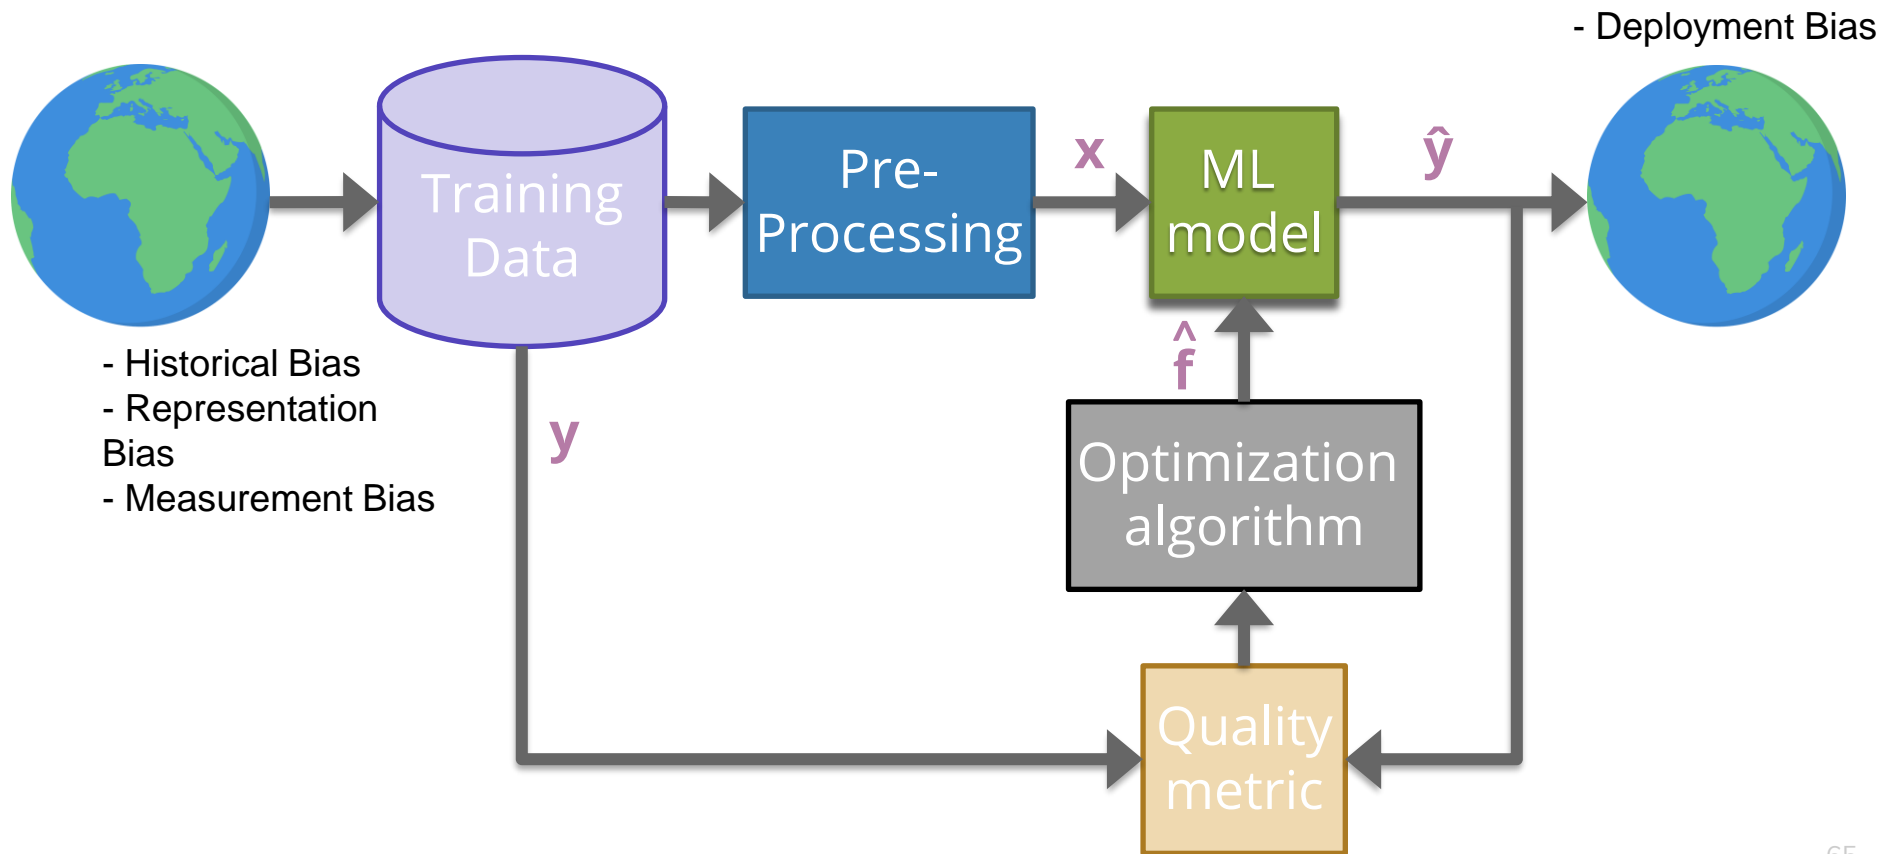 - Deployment Bias
Training
Data
Pre-
Processing
x
ML
model
ŷ
- Historical Bias
- Representation
Bias
- Measurement Bias
y
f̂
Optimization
algorithm
Quality
metric